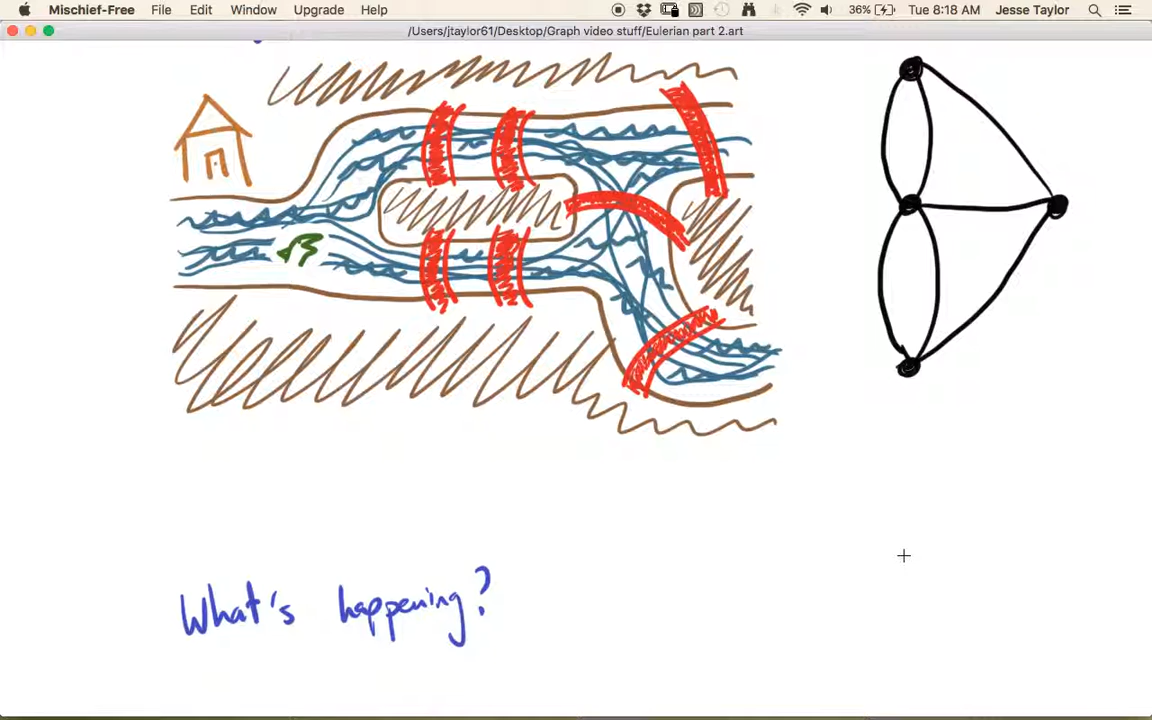 Mischief-Free File Edit Window Upgrade Help 36% Tue 8:18 AM Jesse Taylor
/Users/jtaylor61/Desktop/Graph video stuff/Eulerian part 2.art
What's happening?